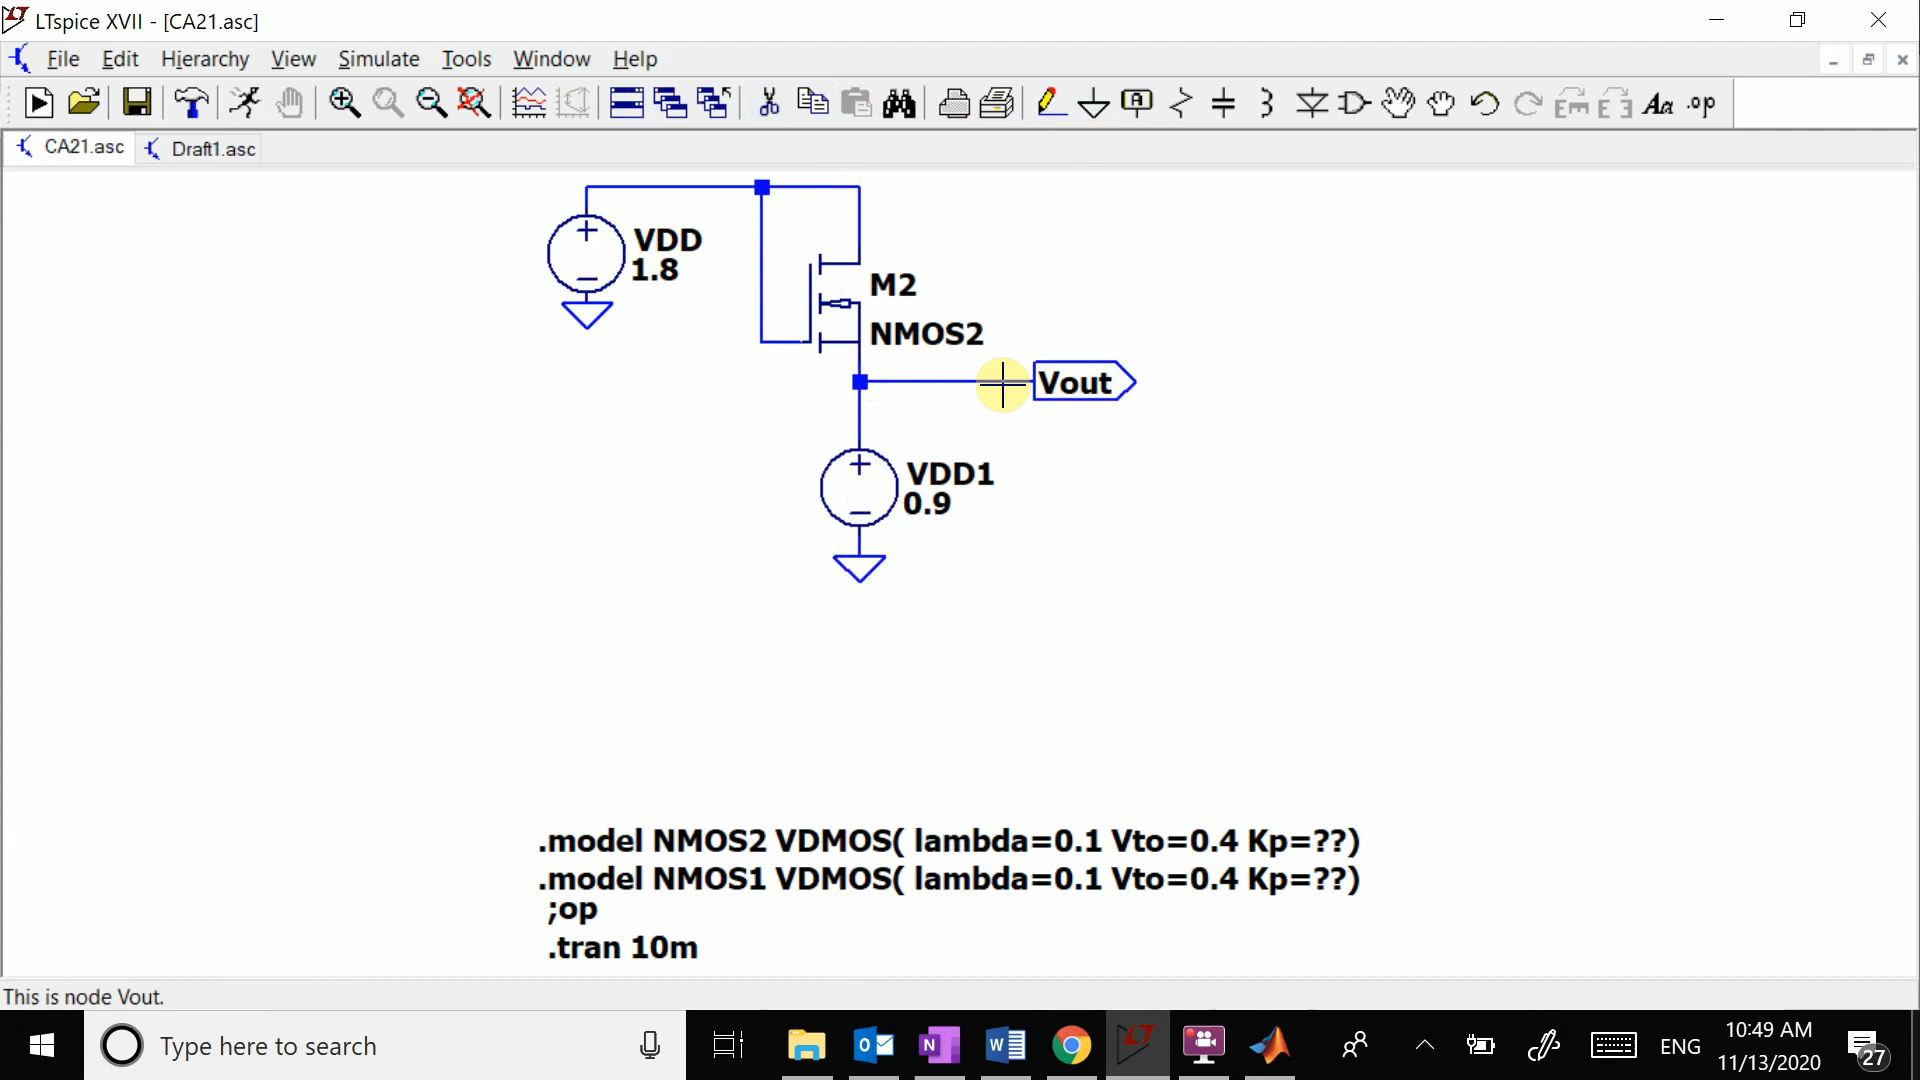 LTspice XVII - [CA21.asc]
File Edit Hierarchy View Simulate Tools Window Help
A
Aa .op
CA21.asc Draft1.asc
VDD
1.8
M2
NMOS2
Vout
VDD1
0.9
.model NMOS2 VDMOS( lambda=0.1 Vto=0.4 Kp=??)
.model NMOS1 VDMOS( lambda=0.1 Vto=0.4 Kp=??)
;op
.tran 10m
This is node Vout.
Type here to search
ENG
10:49 AM
11/13/2020
27